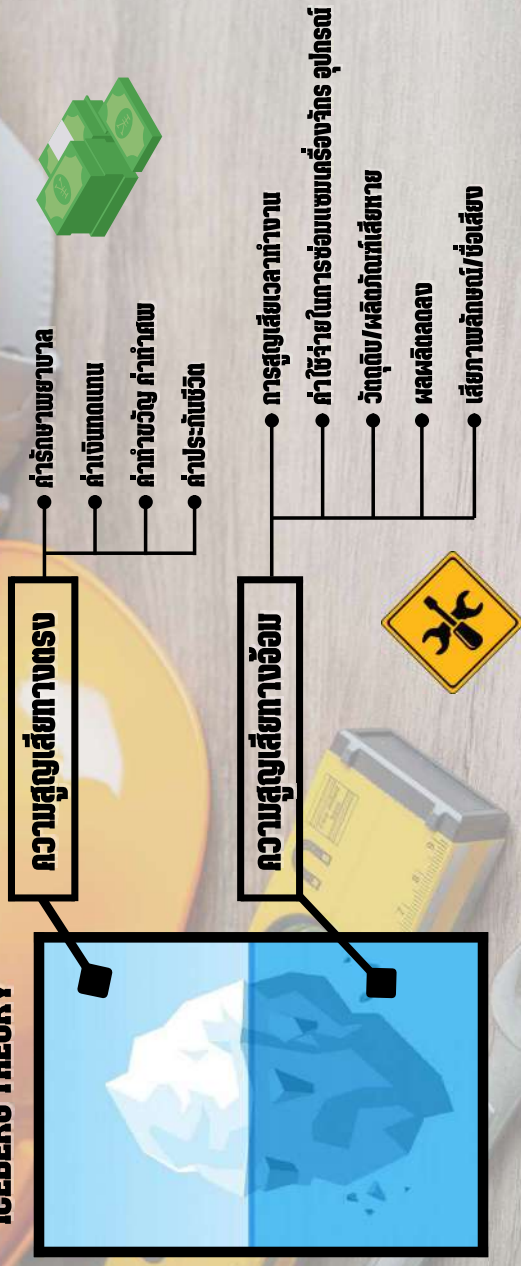 ICEBERG THEORY
ความสูญเสียทางตรง
ค่ารักษาพยาบาล
ค่าเงินทดแทน
ค่าทำขวัญ ค่าทำศพ
ค่าประกันชีวิต
ความสูญเสียทางอ้อม
การสูญเสียเวลาทำงาน
ค่าใช้จ่ายในการซ่อมแซมเครื่องจักร อุปกรณ์
วัตถุดิบ/ผลิตภัณฑ์เสียหาย
ผลผลิตลดลง
เสียภาพลักษณ์/ชื่อเสียง